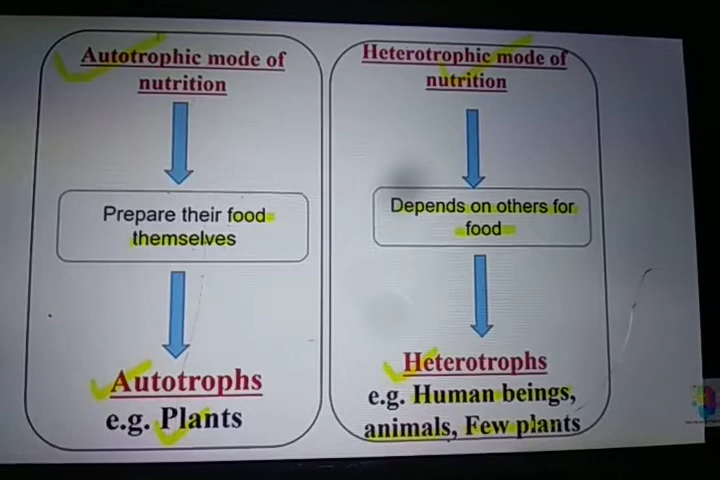 Autotrophic mode of
nutrition
Prepare their food
themselves
Autotrophs
e.g. Plants
Heterotrophic mode of
nutrition
Depends on others for
food
Heterotrophs
e.g. Human beings,
animals, Few plants